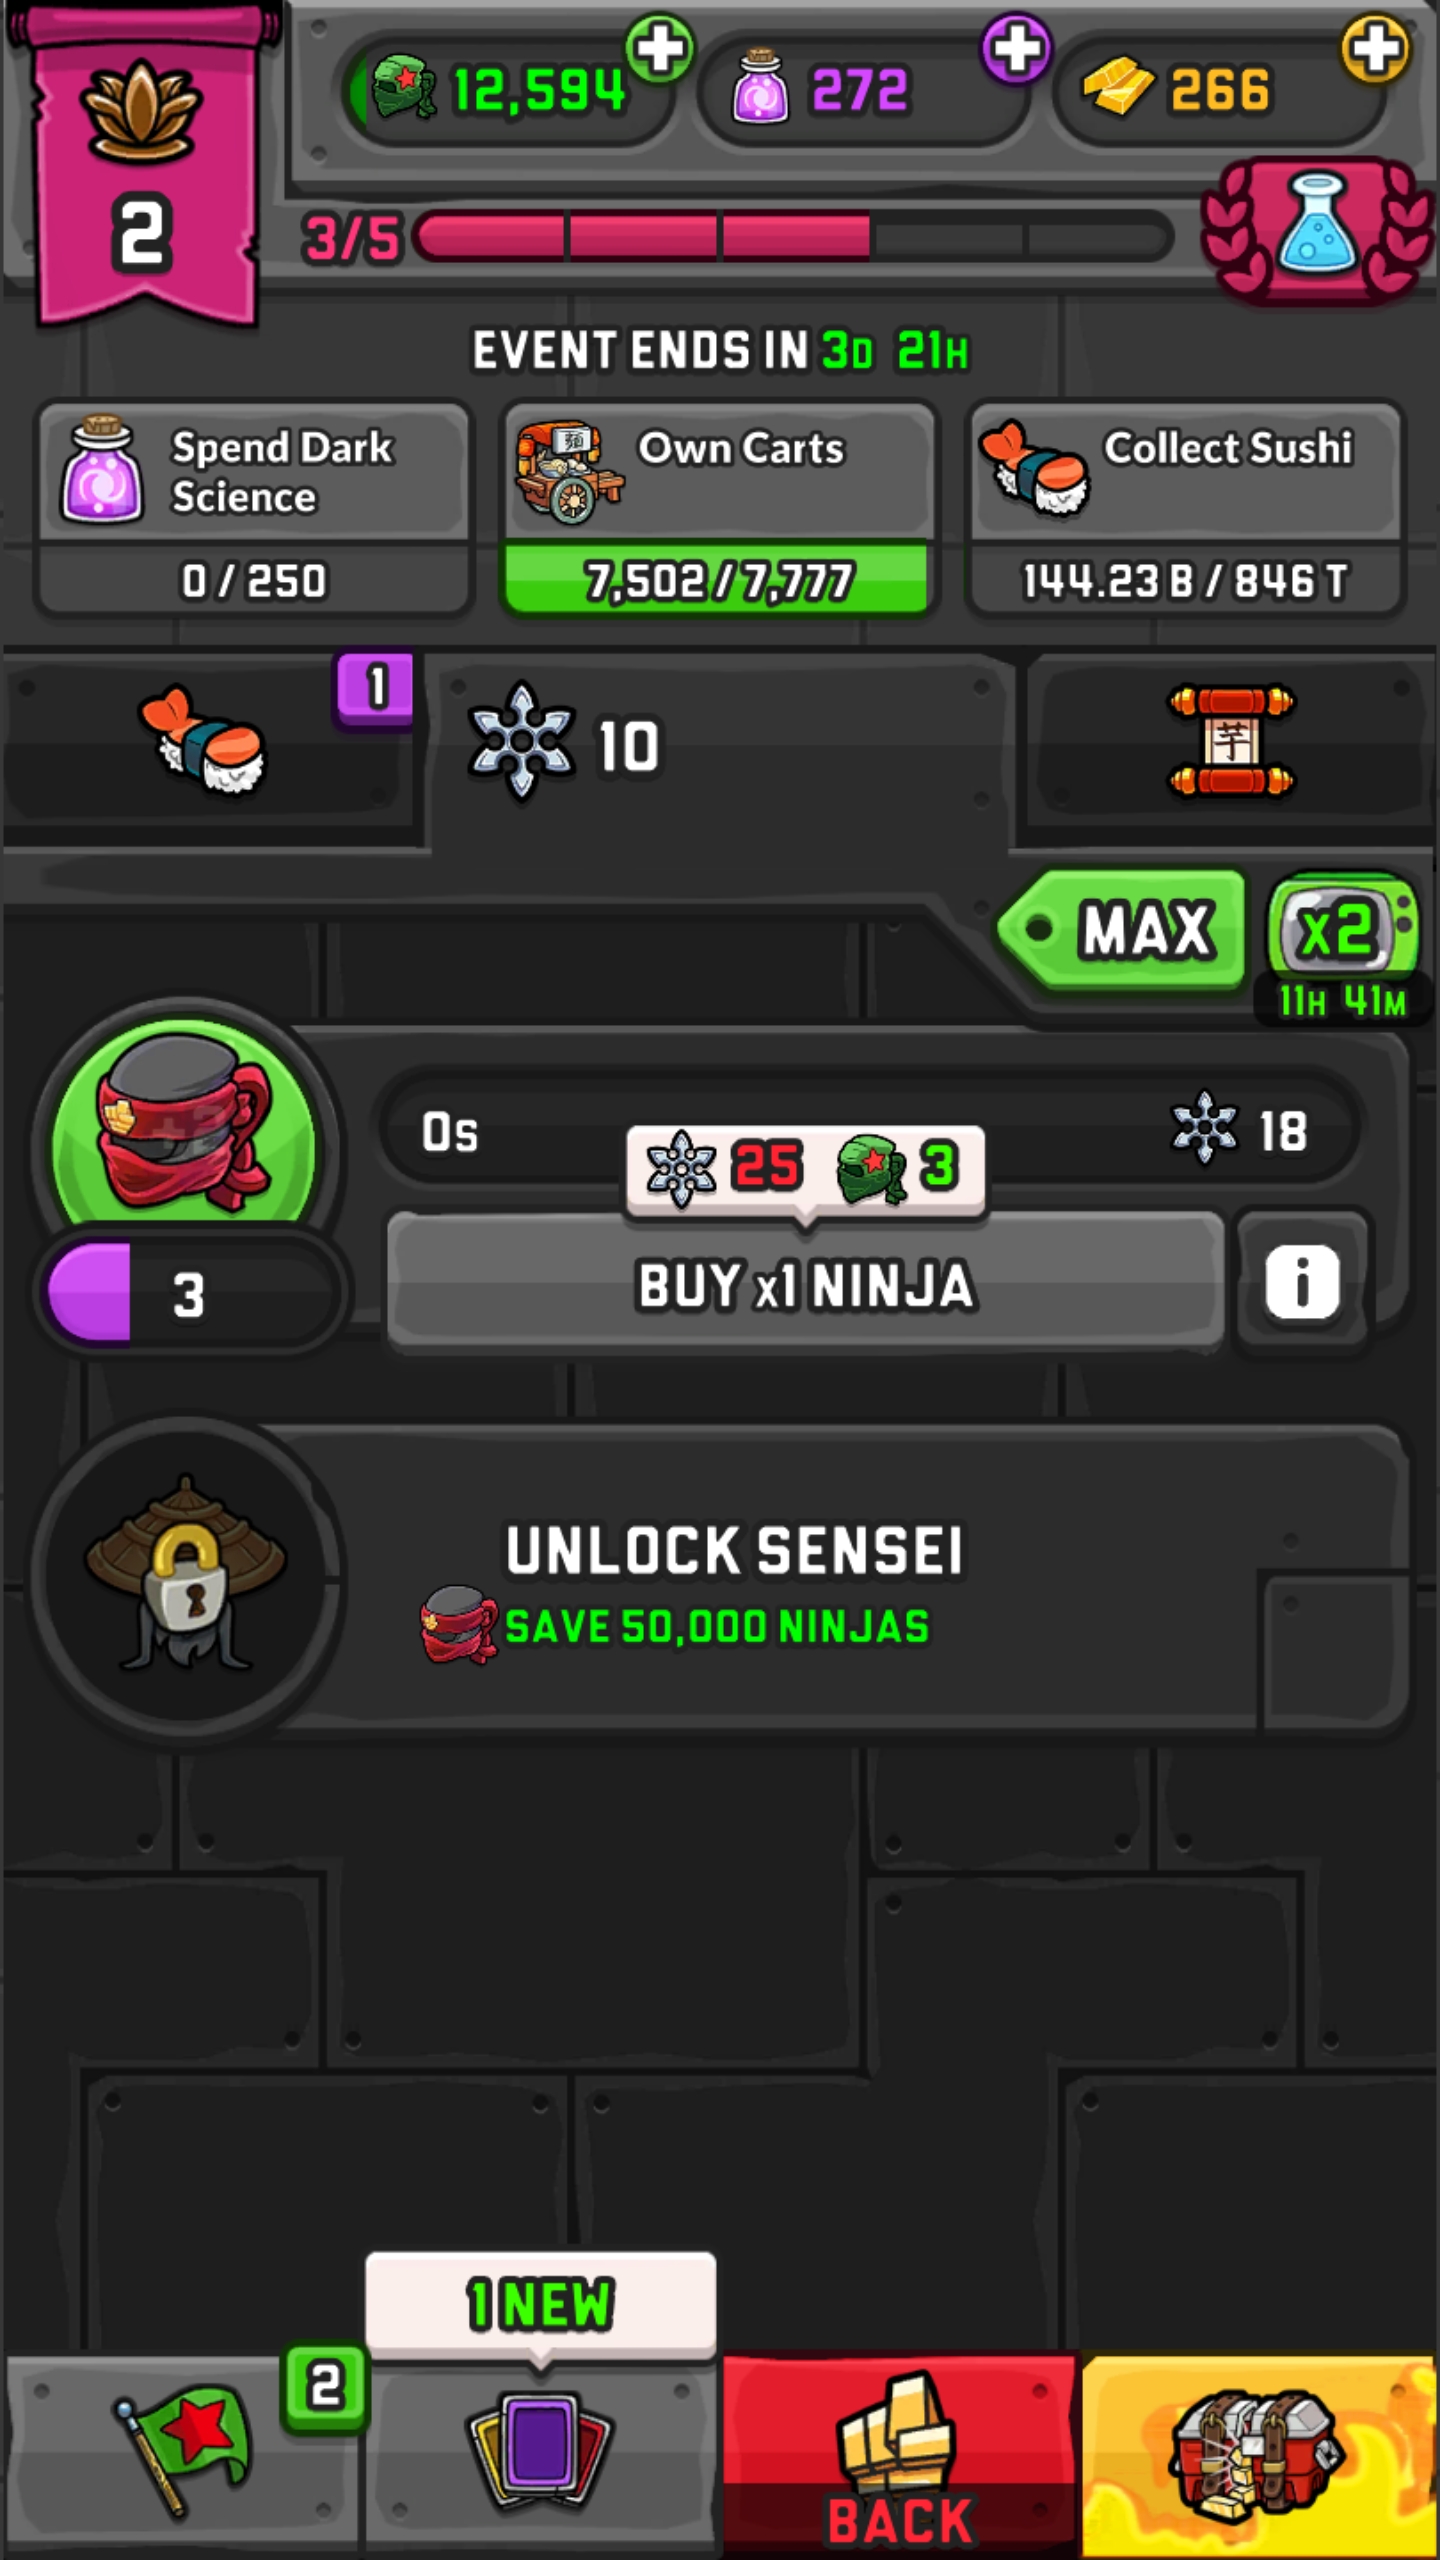 12,594
272
266
2
3/5
EVENT ENDS IN 3D 21H
Spend Dark
Science
0 / 250
Own Carts
7,502 / 7,777
Collect Sushi
144.23 B / 846 T
1
10
芋
MAX
x2
11H 41M
0s
18
25
3
3
BUY x1 NINJA
i
UNLOCK SENSEI
SAVE 50,000 NINJAS
1 NEW
2
BACK